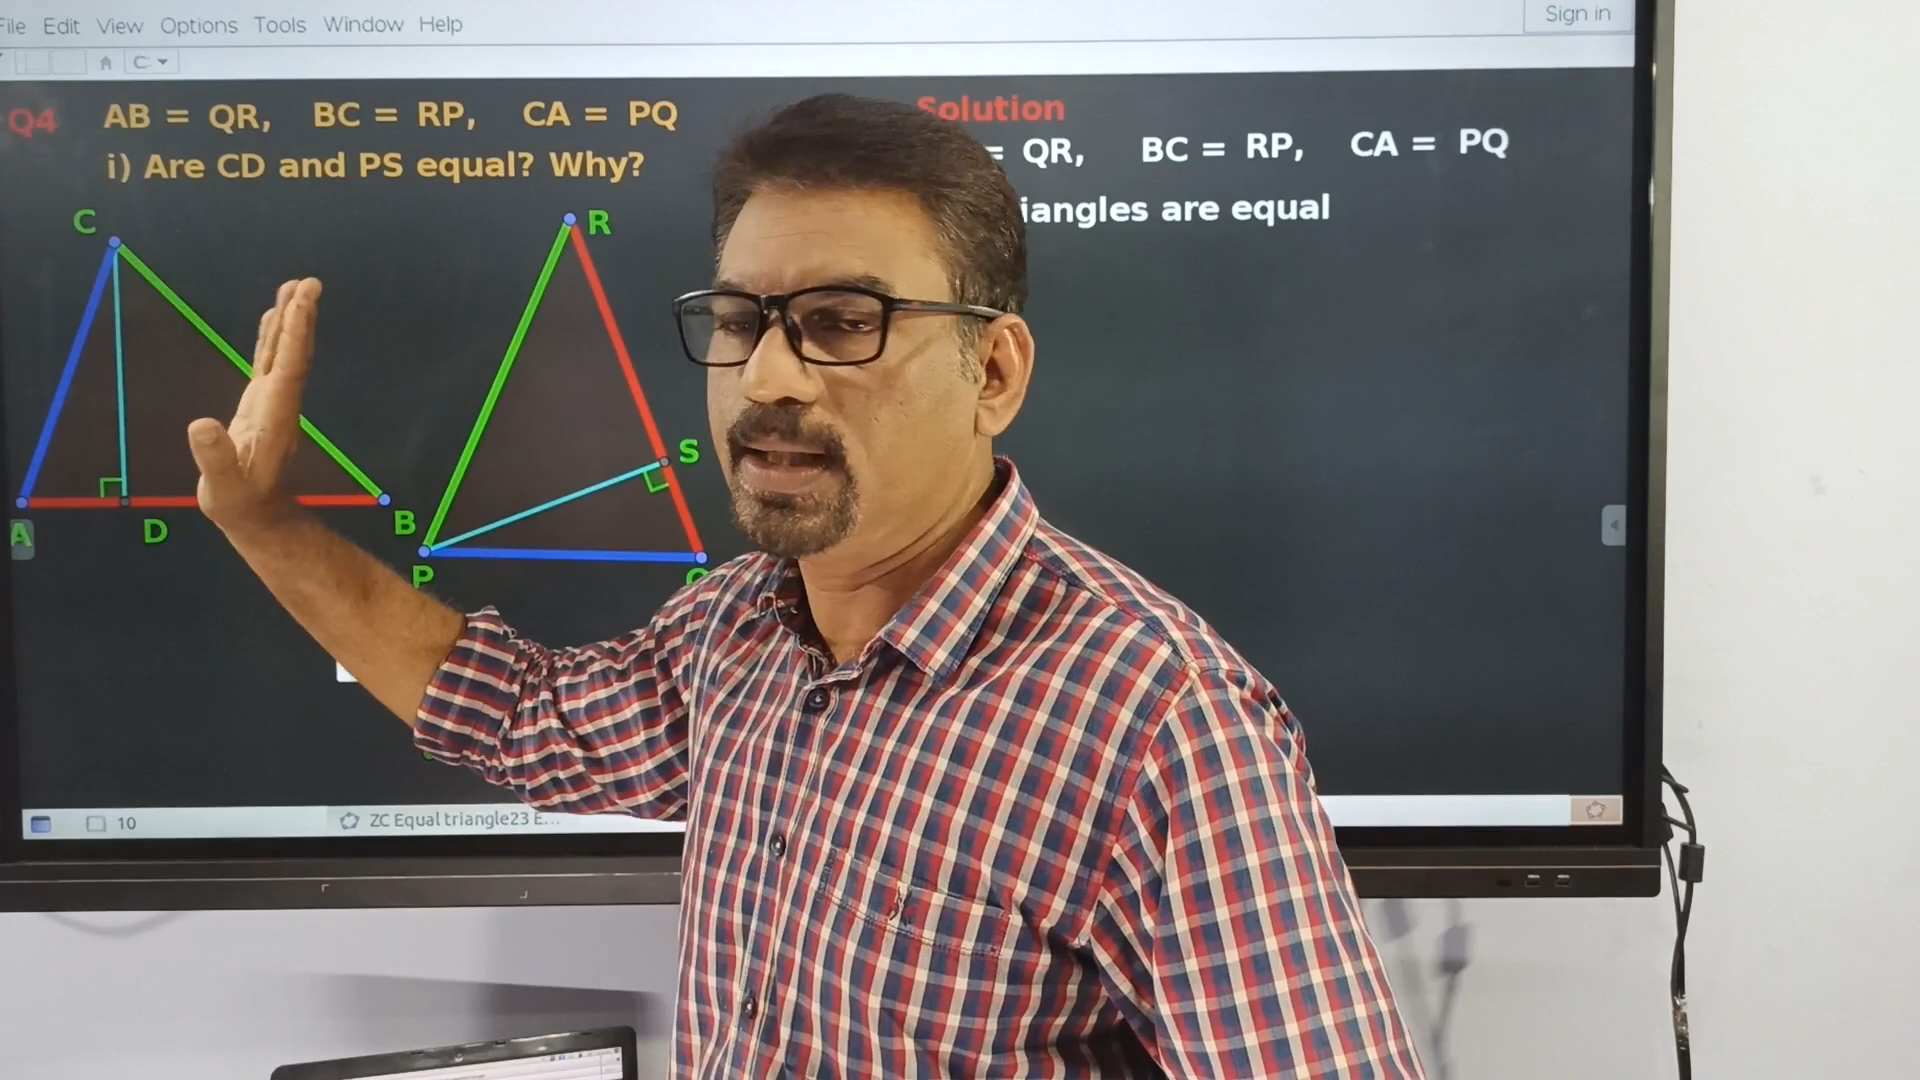 File Edit View Options Tools Window Help
Sign in
C:
Q4 AB = QR, BC = RP, CA = PQ
i) Are CD and PS equal? Why?
Solution
= QR, BC = RP, CA = PQ
iangles are equal
C
R
S
A
D
B
P
10
ZC Equal triangle23 E...